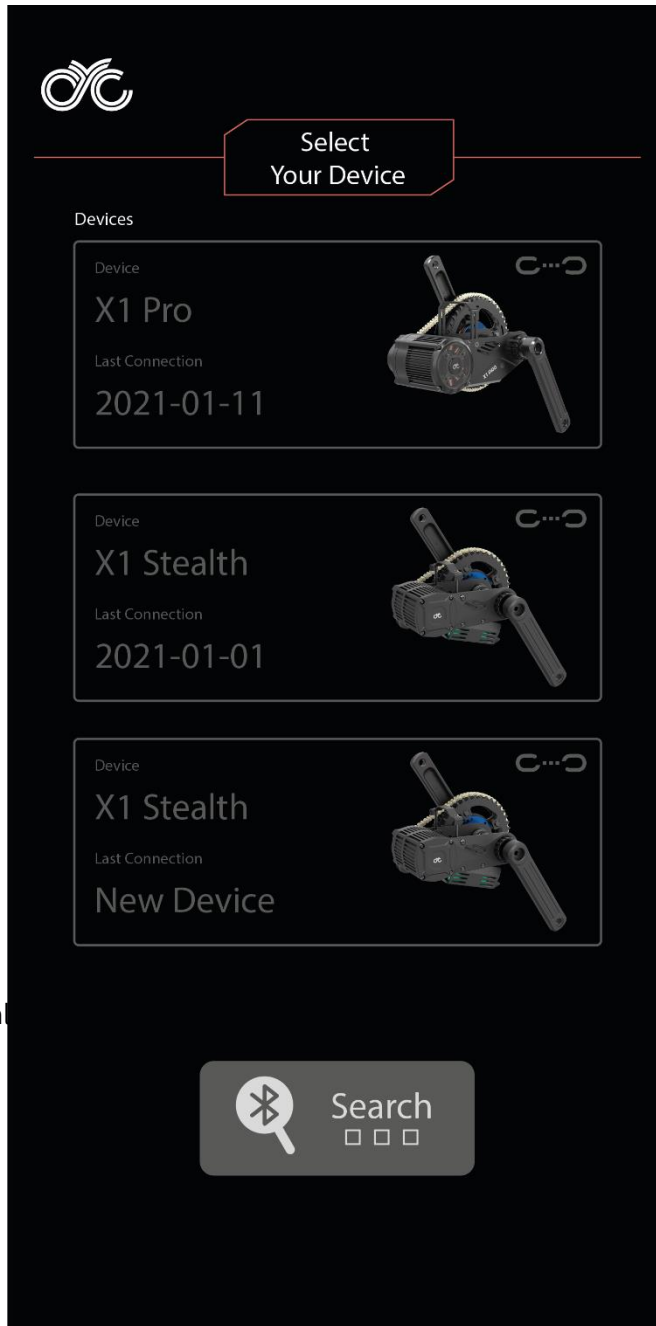 Select
Your Device
Devices
Device
X1 Pro
Last Connection
2021-01-11
Device
X1 Stealth
Last Connection
2021-01-01
Device
X1 Stealth
Last Connection
New Device
Search